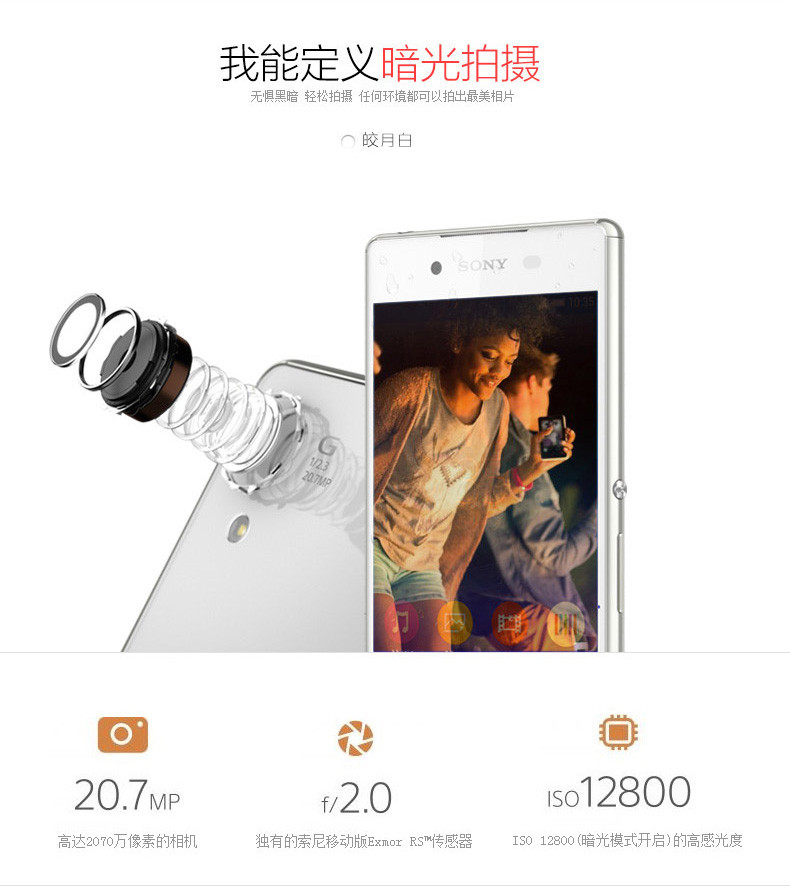 我能定义暗光拍摄
无惧黑暗 轻松拍摄 任何环境都可以拍出最美相片
皎月白
SONY
10:35
G
1/2.3
20.7MP
20.7MP
f/2.0
ISO12800
高达2070万像素的相机
独有的索尼移动版Exmor RS™传感器
ISO 12800(暗光模式开启)的高感光度